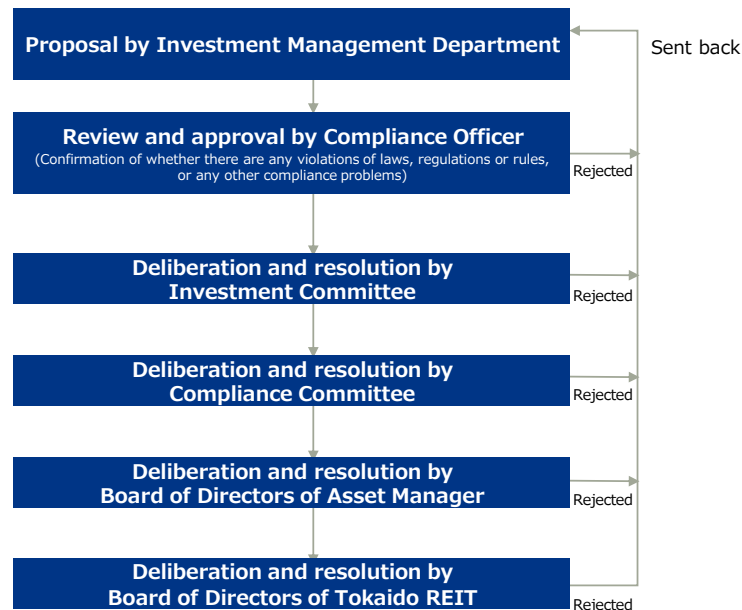 Proposal by Investment Management Department
Sent back
Review and approval by Compliance Officer
(Confirmation of whether there are any violations of laws, regulations or rules,
or any other compliance problems)
Rejected
Deliberation and resolution by
Investment Committee
Rejected
Deliberation and resolution by
Compliance Committee
Rejected
Deliberation and resolution by
Board of Directors of Asset Manager
Rejected
Deliberation and resolution by
Board of Directors of Tokaido REIT
Rejected